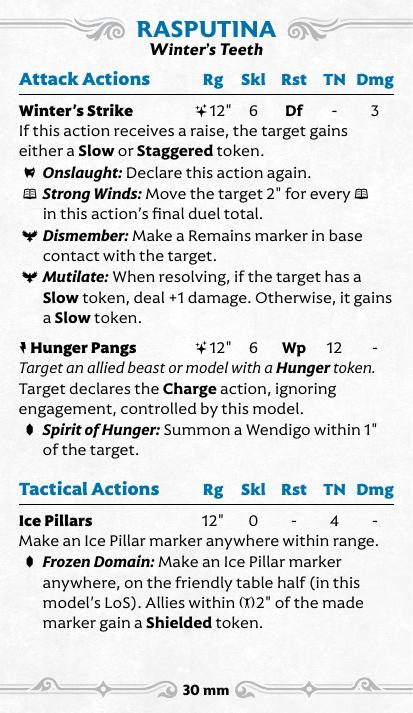 RASPUTINA
Winter's Teeth
Attack Actions Rg Skl Rst TN Dmg
Winter's Strike 12" 6 Df - 3
If this action receives a raise, the target gains
either a Slow or Staggered token.
Onslaught: Declare this action again.
Strong Winds: Move the target 2" for every
in this action's final duel total.
Dismember: Make a Remains marker in base
contact with the target.
Mutilate: When resolving, if the target has a
Slow token, deal +1 damage. Otherwise, it gains
a Slow token.
Hunger Pangs 12" 6 Wp 12 -
Target an allied beast or model with a Hunger token.
Target declares the Charge action, ignoring
engagement, controlled by this model.
Spirit of Hunger: Summon a Wendigo within 1"
of the target.
Tactical Actions Rg Skl Rst TN Dmg
Ice Pillars 12" 0 - 4 -
Make an Ice Pillar marker anywhere within range.
Frozen Domain: Make an Ice Pillar marker
anywhere, on the friendly table half (in this
model's LoS). Allies within 2" of the made
marker gain a Shielded token.
30 mm